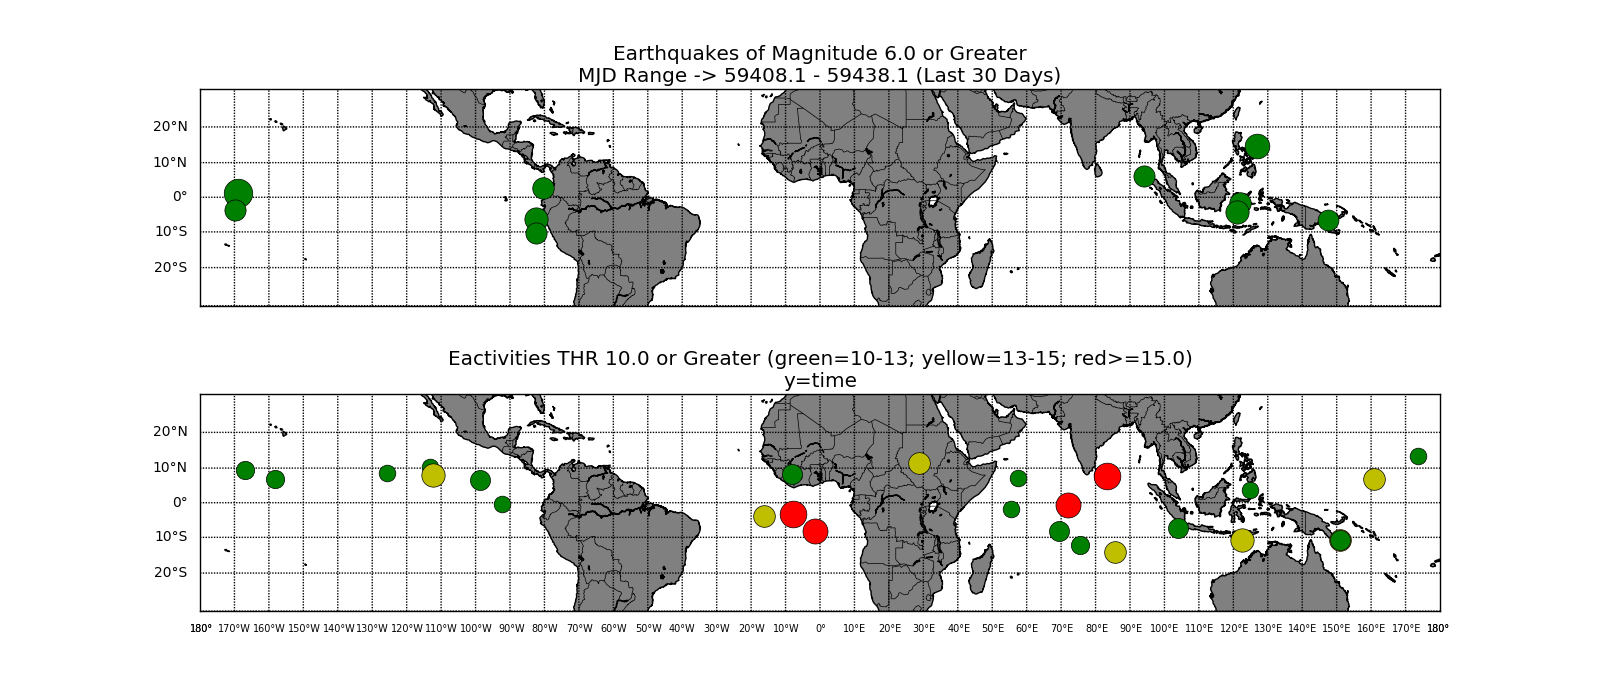 Earthquakes of Magnitude 6.0 or Greater
MJD Range -> 59408.1 - 59438.1 (Last 30 Days)
20°N
10°N
0°
10°S
20°S
Eactivities THR 10.0 or Greater (green=10-13; yellow=13-15; red>=15.0)
y=time
20°N
10°N
0°
10°S
20°S
180° 170°W 160°W 150°W 140°W 130°W 120°W 110°W 100°W 90°W 80°W 70°W 60°W 50°W 40°W 30°W 20°W 10°W 0° 10°E 20°E 30°E 40°E 50°E 60°E 70°E 80°E 90°E 100°E 110°E 120°E 130°E 140°E 150°E 160°E 170°E 180°